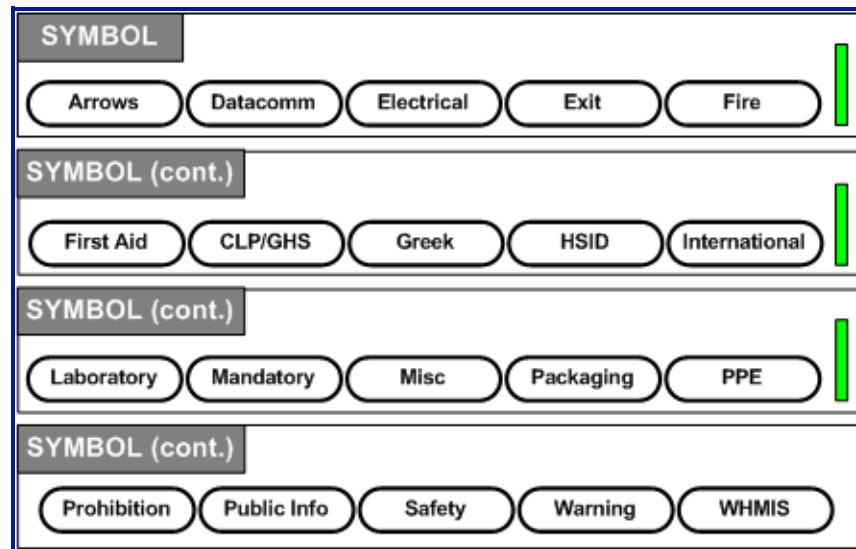 SYMBOL
Arrows Datacomm Electrical Exit Fire
SYMBOL (cont.)
First Aid CLP/GHS Greek HSID International
SYMBOL (cont.)
Laboratory Mandatory Misc Packaging PPE
SYMBOL (cont.)
Prohibition Public Info Safety Warning WHMIS